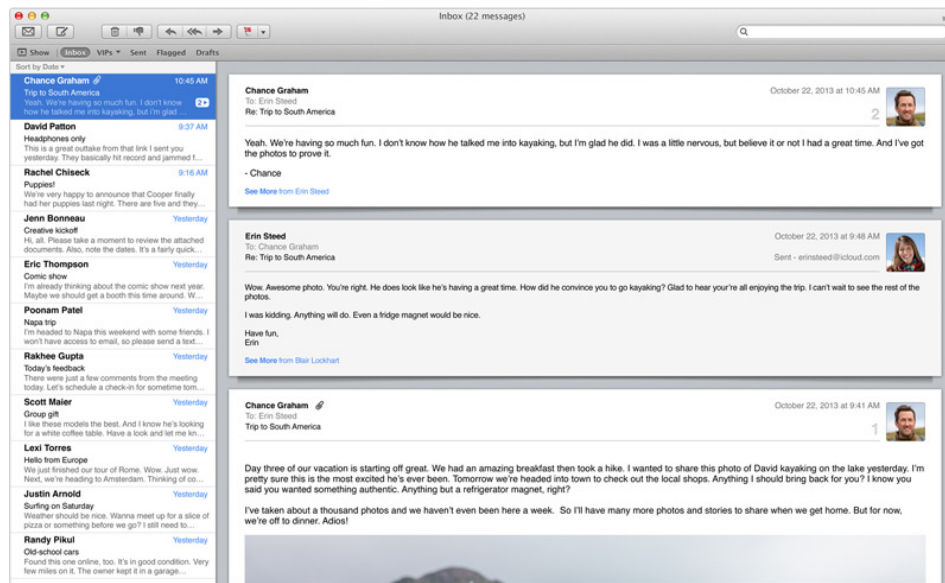 Inbox (22 messages)
Show Inbox VIPs Sent Flagged Drafts
Sort by Date
Chance Graham 10:45 AM
Trip to South America
Yeah. We're having so much fun. I don't know 2
how he talked me into kayaking, but I'm glad ...
David Patton 9:37 AM
Headphones only
This is a great outtake from that link I sent you
yesterday. They basically hit record and jammed f...
Rachel Chiseck 9:16 AM
Puppies!
We're very happy to announce that Cooper finally
had her puppies last night. There are five and they...
Jenn Bonneau Yesterday
Creative kickoff
Hi, all. Please take a moment to review the attached
documents. Also, note the dates. It's a fairly quick...
Eric Thompson Yesterday
Comic show
I'm already thinking about the comic show next year.
Maybe we should get a booth this time around. W...
Poonam Patel Yesterday
Napa trip
I'm headed to Napa this weekend with some friends. I
won't have access to email, so please send a text...
Rakhee Gupta Yesterday
Today's feedback
There were just a few comments from the meeting
today. Let's schedule a check-in for sometime tom...
Scott Maier Yesterday
Group gift
I like these models the best. And I know he's looking
for a white coffee table. Have a look and let me kn...
Lexi Torres Yesterday
Hello from Europe
We just finished our tour of Rome. Wow. Just wow.
Next, we're heading to Amsterdam. Thinking of co...
Justin Arnold Yesterday
Surfing on Saturday
Weather should be nice. Wanna meet up for a slice of
pizza or something before we go? I still need to...
Randy Pikul Yesterday
Old-school cars
Found this one online, too. It's in good condition. Very
few miles on it. The owner kept it in a garage...
Chance Graham October 22, 2013 at 10:45 AM
To: Erin Steed
Re: Trip to South America 2
Yeah. We're having so much fun. I don't know how he talked me into kayaking, but I'm glad he did. I was a little nervous, but believe it or not I had a great time. And I've got
the photos to prove it.
- Chance
See More from Erin Steed
Erin Steed October 22, 2013 at 9:48 AM
To: Chance Graham
Re: Trip to South America Sent - erinsteed@icloud.com
Wow. Awesome photo. You're right. He does look like he's having a great time. How did he convince you to go kayaking? Glad to hear your're all enjoying the trip. I can't wait to see the rest of the
photos.
I was kidding. Anything will do. Even a fridge magnet would be nice.
Have fun,
Erin
See More from Blair Lockhart
Chance Graham October 22, 2013 at 9:41 AM
To: Erin Steed
Trip to South America 1
Day three of our vacation is starting off great. We had an amazing breakfast then took a hike. I wanted to share this photo of David kayaking on the lake yesterday. I'm
pretty sure this is the most excited he's ever been. Tomorrow we're headed into town to check out the local shops. Anything I should bring back for you? I know you
said you wanted something authentic. Anything but a refrigerator magnet, right?
I've taken about a thousand photos and we haven't even been here a week. So I'll have many more photos and stories to share when we get home. But for now,
we're off to dinner. Adios!